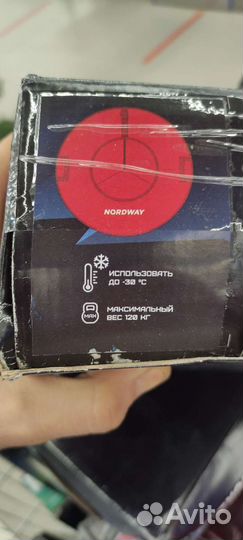 NORDWAY
ИСПОЛЬЗОВАТЬ
ДО -30 °C
MAX
МАКСИМАЛЬНЫЙ
ВЕС 120 КГ
Avito